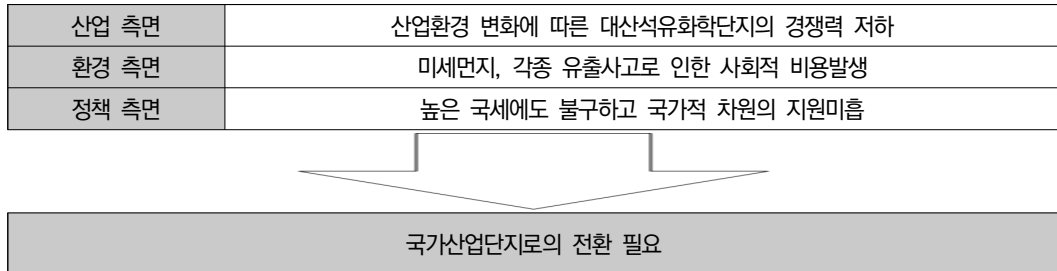 산업 측면 산업환경 변화에 따른 대산석유화학단지의 경쟁력 저하
환경 측면 미세먼지, 각종 유출사고로 인한 사회적 비용발생
정책 측면 높은 국세에도 불구하고 국가적 차원의 지원미흡
국가산업단지로의 전환 필요